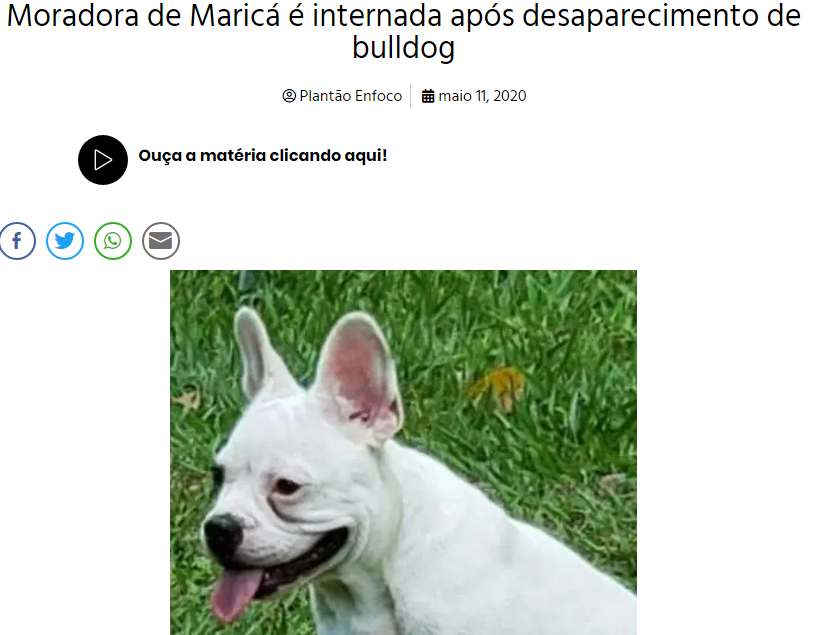 Moradora de Maricá é internada após desaparecimento de
bulldog
Plantão Enfoco
maio 11, 2020
Ouça a matéria clicando aqui!